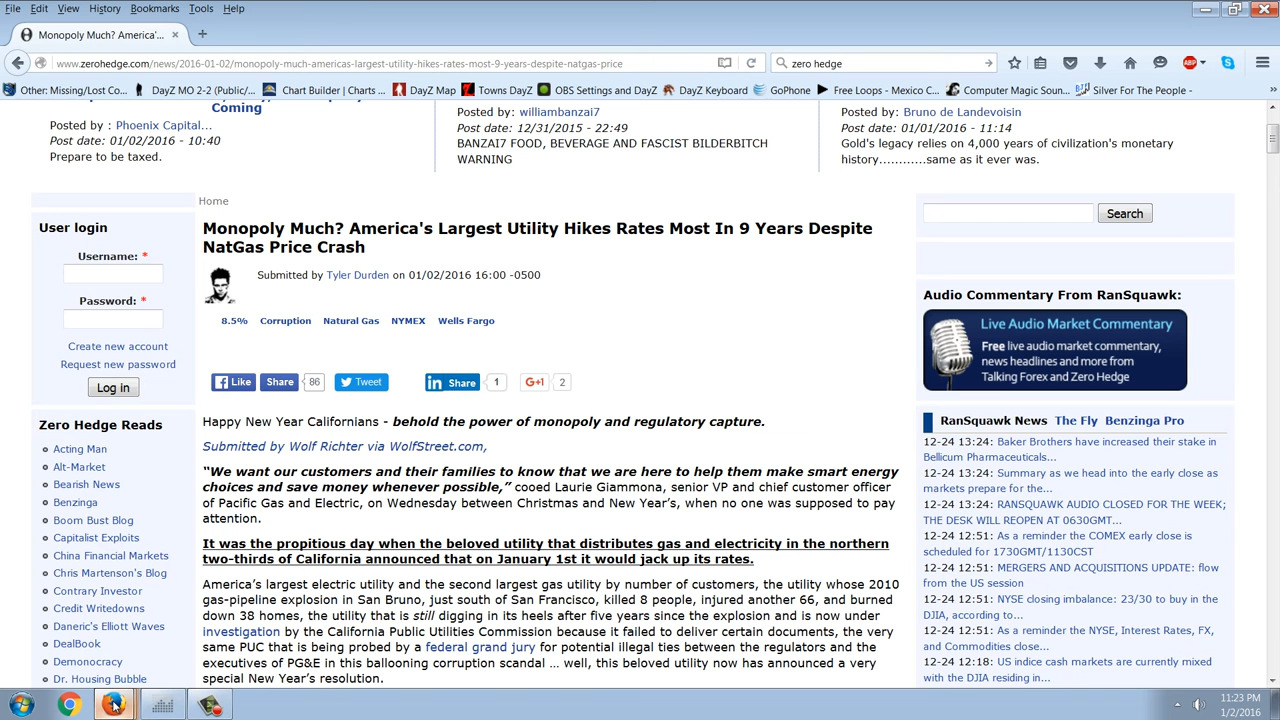 File Edit View History Bookmarks Tools Help
Monopoly Much? America'...
www.zerohedge.com/news/2016-01-02/monopoly-much-americas-largest-utility-hikes-rates-most-9-years-despite-natgas-price
zero hedge
ABP
Other: Missing/Lost Co...
DayZ MO 2-2 (Public/...
Chart Builder | Charts ...
DayZ Map
Towns DayZ
OBS Settings and DayZ
DayZ Keyboard
GoPhone
Free Loops - Mexico C...
Computer Magic Sound...
Silver For The People - ...
Coming
Posted by : Phoenix Capital...
Post date: 01/02/2016 - 10:40
Prepare to be taxed.
Posted by: williambanzai7
Post date: 12/31/2015 - 22:49
BANZAI7 FOOD, BEVERAGE AND FASCIST BILDERBITCH
WARNING
Posted by: Bruno de Landevoisin
Post date: 01/01/2016 - 11:14
Gold's legacy relies on 4,000 years of civilization's monetary
history............same as it ever was.
User login
Username: *
Password: *
Create new account
Request new password
Log in
Zero Hedge Reads
Acting Man
Alt-Market
Bearish News
Benzinga
Boom Bust Blog
Capitalist Exploits
China Financial Markets
Chris Martenson's Blog
Contrary Investor
Credit Writedowns
Daneric's Elliott Waves
DealBook
Demonocracy
Dr. Housing Bubble
Home
Monopoly Much? America's Largest Utility Hikes Rates Most In 9 Years Despite
NatGas Price Crash
Submitted by Tyler Durden on 01/02/2016 16:00 -0500
8.5% Corruption Natural Gas NYMEX Wells Fargo
Like Share 86 Tweet Share 1 G+1 2
Happy New Year Californians - behold the power of monopoly and regulatory capture.
Submitted by Wolf Richter via WolfStreet.com,
“We want our customers and their families to know that we are here to help them make smart energy
choices and save money whenever possible,” cooed Laurie Giammona, senior VP and chief customer officer
of Pacific Gas and Electric, on Wednesday between Christmas and New Year’s, when no one was supposed to pay
attention.
It was the propitious day when the beloved utility that distributes gas and electricity in the northern
two-thirds of California announced that on January 1st it would jack up its rates.
America’s largest electric utility and the second largest gas utility by number of customers, the utility whose 2010
gas-pipeline explosion in San Bruno, just south of San Francisco, killed 8 people, injured another 66, and burned
down 38 homes, the utility that is still digging in its heels after five years since the explosion and is now under
investigation by the California Public Utilities Commission because it failed to deliver certain documents, the very
same PUC that is being probed by a federal grand jury for potential illegal ties between the regulators and the
executives of PG&E in this ballooning corruption scandal … well, this beloved utility now has announced a very
special New Year’s resolution.
Search
Audio Commentary From RanSquawk:
Live Audio Market Commentary
Free live audio market commentary,
news headlines and more from
Talking Forex and Zero Hedge
RanSquawk News The Fly Benzinga Pro
12-24 13:24: Baker Brothers have increased their stake in
Bellicum Pharmaceuticals...
12-24 12:54: Summary as we head into the early close as
markets prepare for the...
12-24 12:54: RANSQUAWK AUDIO CLOSED FOR THE WEEK;
THE DESK WILL REOPEN AT 0630GMT...
12-24 12:51: As a reminder the COMEX early close is
scheduled for 1730GMT/1130CST
12-24 12:51: MERGERS AND ACQUISITIONS UPDATE: flow
from the US session
12-24 12:51: NYSE closing imbalance: 23/30 to buy in the
DJIA, according to...
12-24 12:51: As a reminder the NYSE, Interest Rates, FX,
and Commodities close...
12-24 12:18: US indice cash markets are currently mixed
with the DJIA residing in...
11:23 PM
1/2/2016